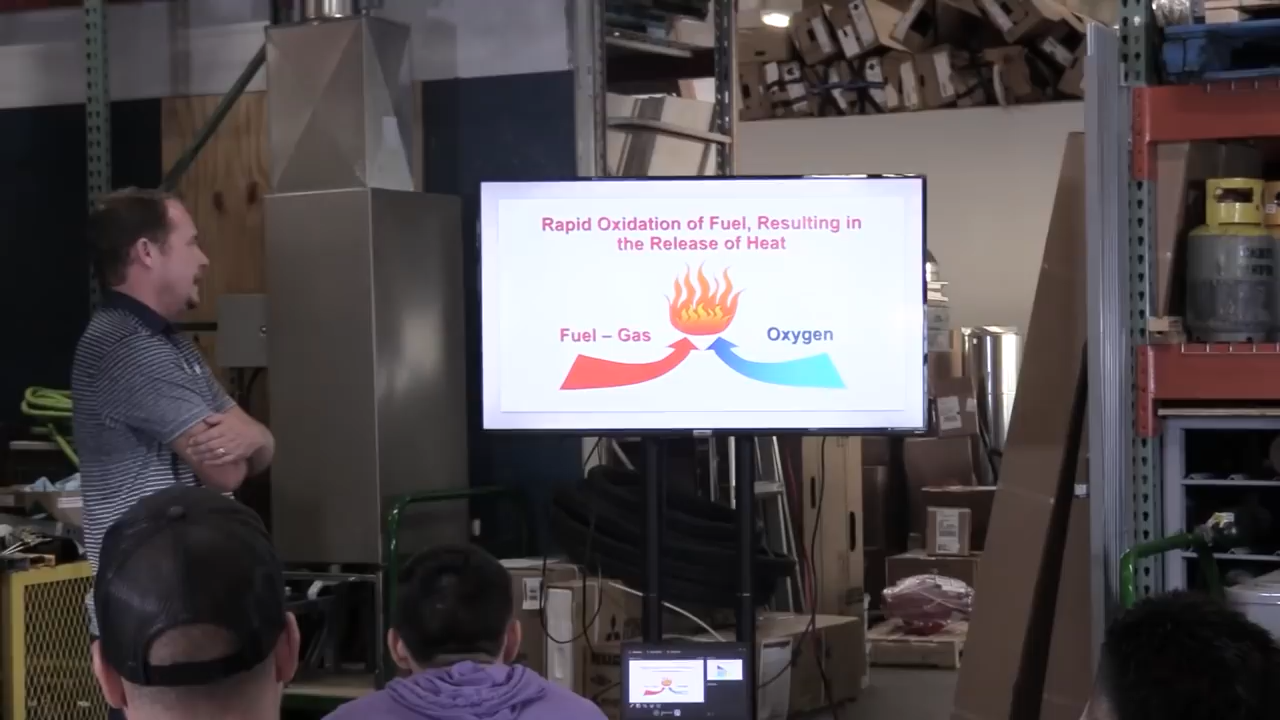 Rapid Oxidation of Fuel, Resulting in
the Release of Heat
Fuel – Gas
Oxygen